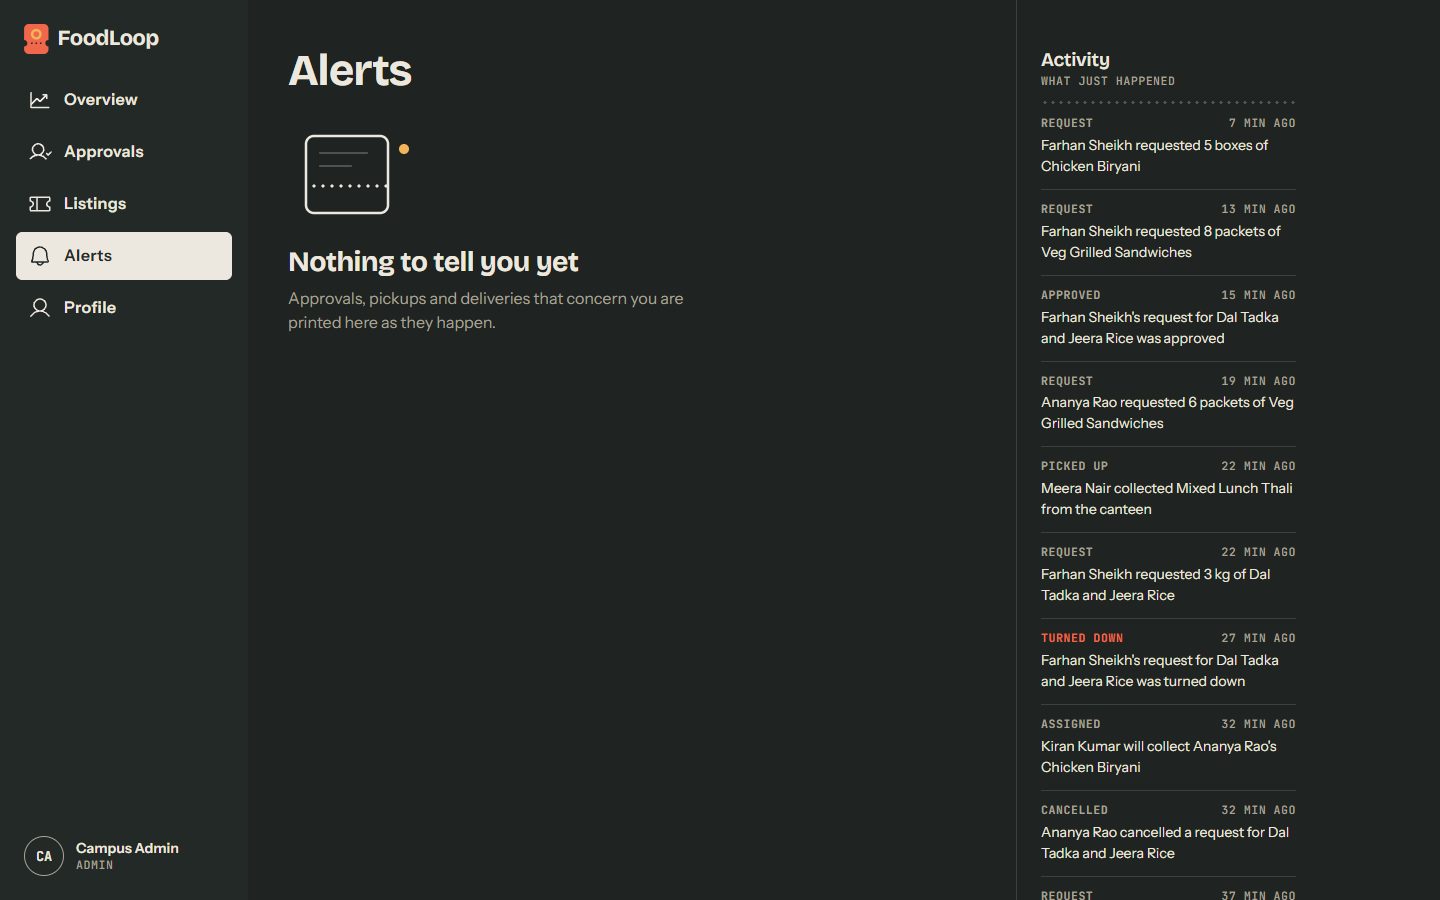 FoodLoop
Overview
Approvals
Listings
Alerts
Profile
CA
Campus Admin
ADMIN
Alerts
Nothing to tell you yet
Approvals, pickups and deliveries that concern you are
printed here as they happen.
Activity
WHAT JUST HAPPENED
REQUEST 7 MIN AGO
Farhan Sheikh requested 5 boxes of
Chicken Biryani
REQUEST 13 MIN AGO
Farhan Sheikh requested 8 packets of
Veg Grilled Sandwiches
APPROVED 15 MIN AGO
Farhan Sheikh's request for Dal Tadka
and Jeera Rice was approved
REQUEST 19 MIN AGO
Ananya Rao requested 6 packets of Veg
Grilled Sandwiches
PICKED UP 22 MIN AGO
Meera Nair collected Mixed Lunch Thali
from the canteen
REQUEST 22 MIN AGO
Farhan Sheikh requested 3 kg of Dal
Tadka and Jeera Rice
TURNED DOWN 27 MIN AGO
Farhan Sheikh's request for Dal Tadka
and Jeera Rice was turned down
ASSIGNED 32 MIN AGO
Kiran Kumar will collect Ananya Rao's
Chicken Biryani
CANCELLED 32 MIN AGO
Ananya Rao cancelled a request for Dal
Tadka and Jeera Rice
REQUEST 37 MIN AGO